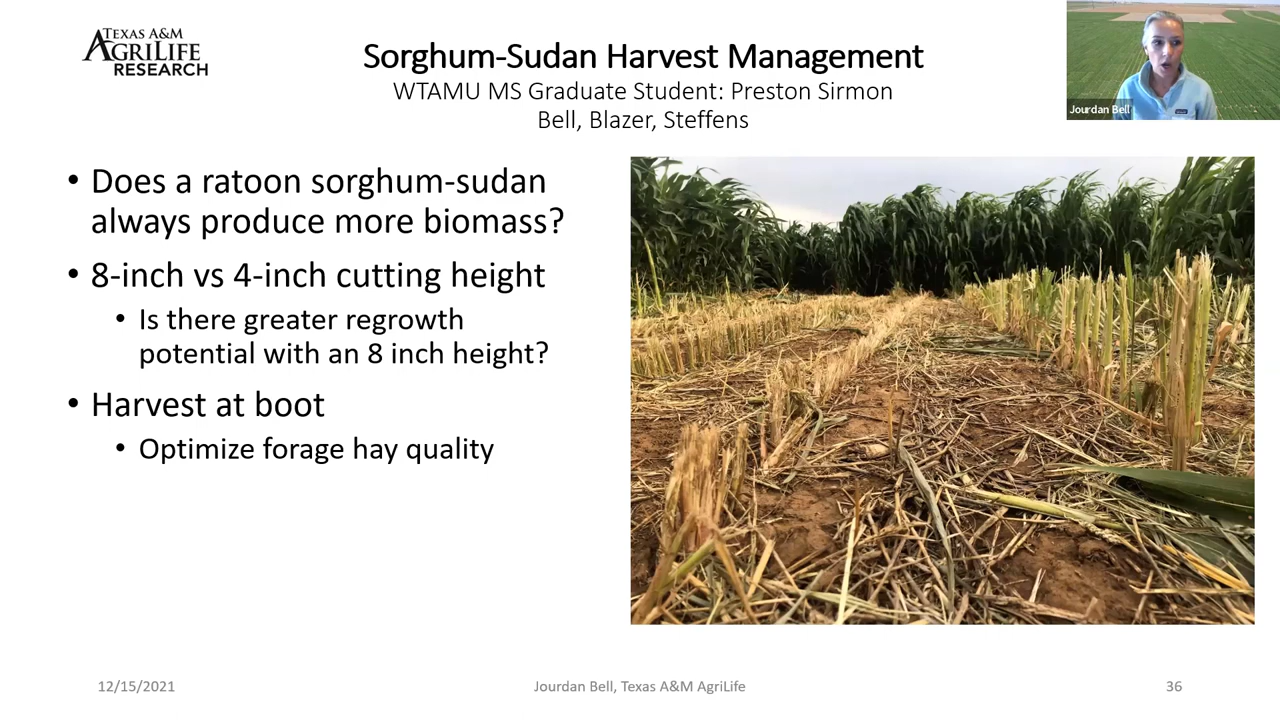 TEXAS A&M
AGRILIFE
RESEARCH
Sorghum-Sudan Harvest Management
WTAMU MS Graduate Student: Preston Sirmon
Bell, Blazer, Steffens
Jourdan Bell
• Does a ratoon sorghum-sudan
always produce more biomass?
• 8-inch vs 4-inch cutting height
• Is there greater regrowth
potential with an 8 inch height?
• Harvest at boot
• Optimize forage hay quality
12/15/2021
Jourdan Bell, Texas A&M AgriLife
36